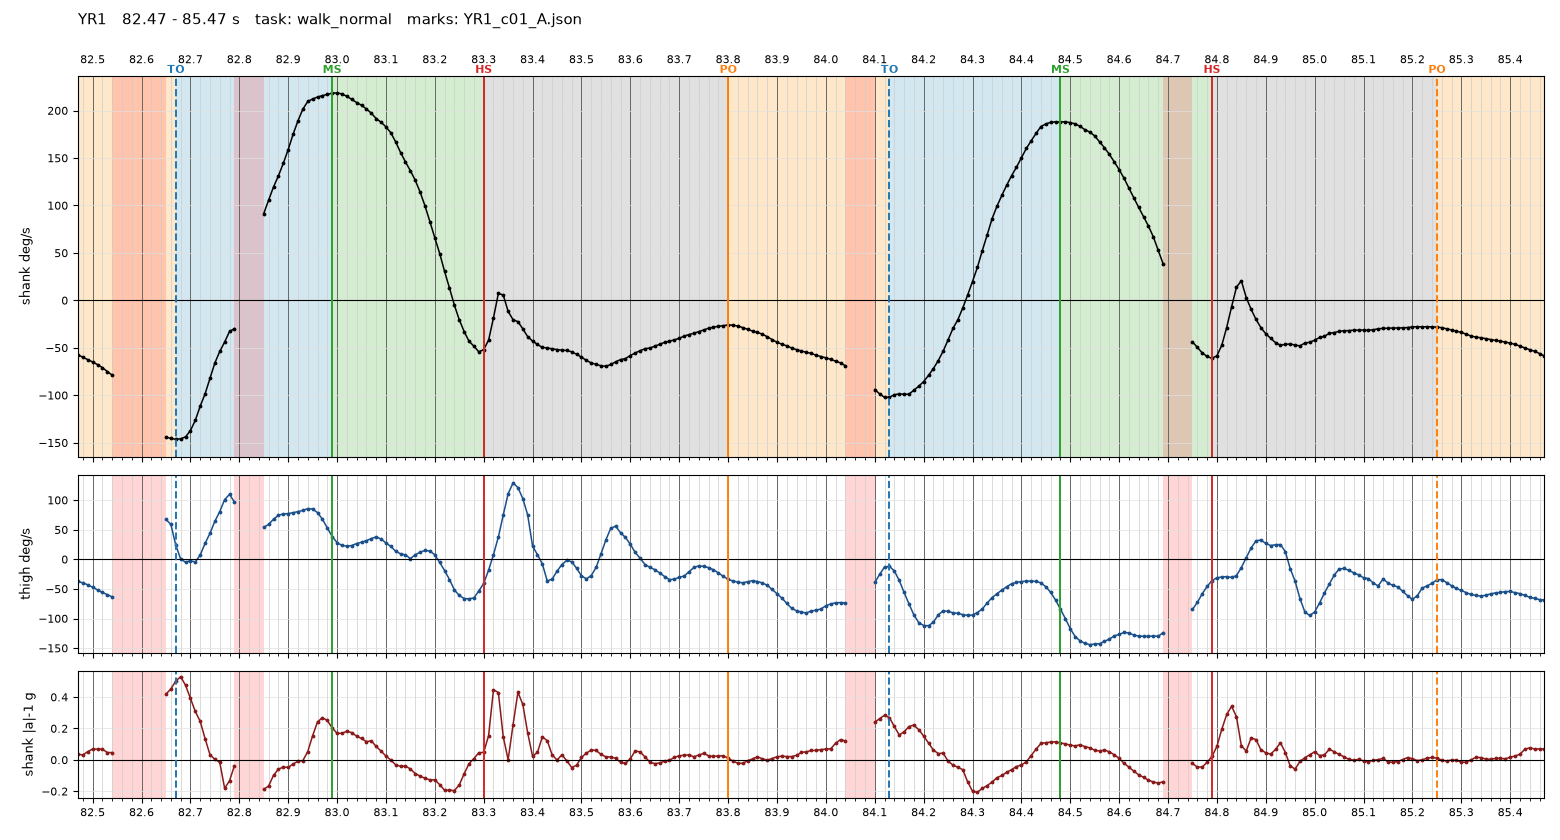 YR1   82.47 - 85.47 s   task: walk_normal   marks: YR1_c01_A.json
82.5 82.6 82.7 82.8 82.9 83.0 83.1 83.2 83.3 83.4 83.5 83.6 83.7 83.8 83.9 84.0 84.1 84.2 84.3 84.4 84.5 84.6 84.7 84.8 84.9 85.0 85.1 85.2 85.3 85.4
TO MS HS PO TO MS HS PO
shank deg/s
200
150
100
50
0
−50
−100
−150
thigh deg/s
100
50
0
−50
−100
−150
shank |a|-1 g
0.4
0.2
0.0
−0.2
82.5 82.6 82.7 82.8 82.9 83.0 83.1 83.2 83.3 83.4 83.5 83.6 83.7 83.8 83.9 84.0 84.1 84.2 84.3 84.4 84.5 84.6 84.7 84.8 84.9 85.0 85.1 85.2 85.3 85.4